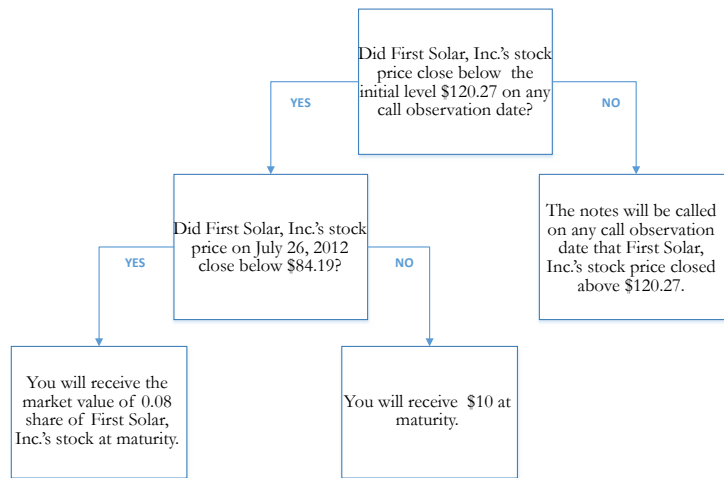 Did First Solar, Inc.'s stock
price close below the
initial level $120.27 on any
call observation date?
YES
NO
Did First Solar, Inc.'s stock
price on July 26, 2012
close below $84.19?
The notes will be called
on any call observation
date that First Solar,
Inc.'s stock price closed
above $120.27.
YES
NO
You will receive the
market value of 0.08
share of First Solar,
Inc.'s stock at maturity.
You will receive $10 at
maturity.